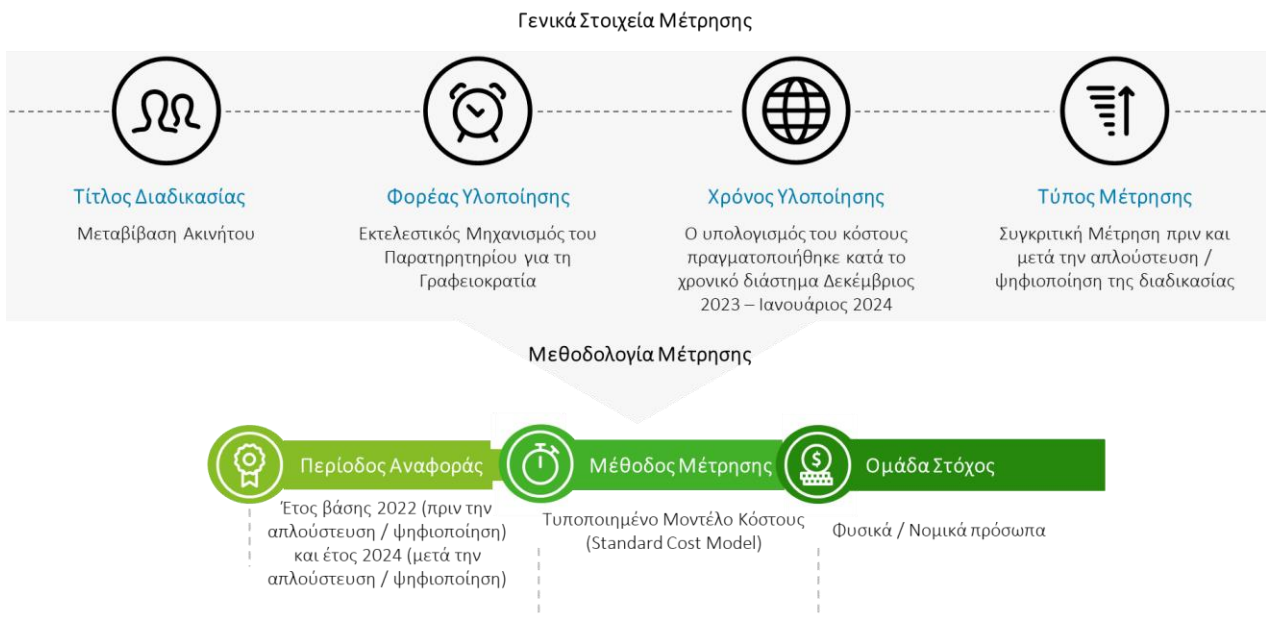 Γενικά Στοιχεία Μέτρησης
Τίτλος Διαδικασίας
Μεταβίβαση Ακινήτου
Φορέας Υλοποίησης
Εκτελεστικός Μηχανισμός του
Παρατηρητηρίου για τη
Γραφειοκρατία
Χρόνος Υλοποίησης
Ο υπολογισμός του κόστους
πραγματοποιήθηκε κατά το
χρονικό διάστημα Δεκέμβριος
2023 – Ιανουάριος 2024
Τύπος Μέτρησης
Συγκριτική Μέτρηση πριν και
μετά την απλούστευση /
ψηφιοποίηση της διαδικασίας
Μεθοδολογία Μέτρησης
Περίοδος Αναφοράς
Έτος βάσης 2022 (πριν την
απλούστευση / ψηφιοποίηση)
και έτος 2024 (μετά την
απλούστευση / ψηφιοποίηση)
Μέθοδος Μέτρησης
Τυποποιημένο Μοντέλο Κόστους
(Standard Cost Model)
Ομάδα Στόχος
Φυσικά / Νομικά πρόσωπα